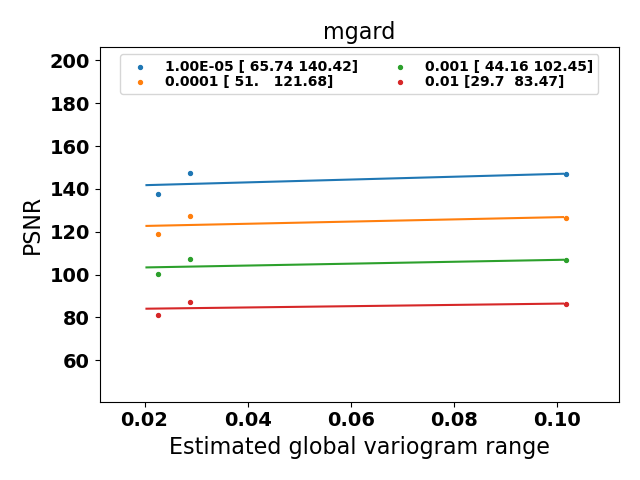 mgard
1.00E-05 [ 65.74 140.42]
0.0001 [ 51.   121.68]
0.001 [ 44.16 102.45]
0.01 [29.7  83.47]
200
180
160
140
120
100
80
60
PSNR
0.02 0.04 0.06 0.08 0.10
Estimated global variogram range